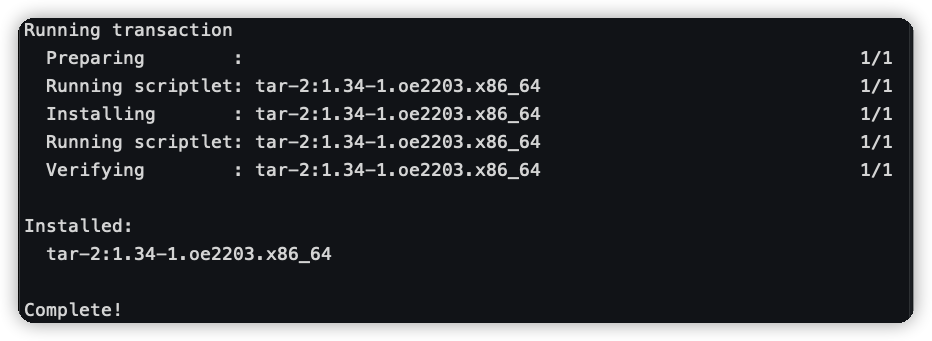 Running transaction
  Preparing        :                                                         1/1
  Running scriptlet: tar-2:1.34-1.oe2203.x86_64                              1/1
  Installing       : tar-2:1.34-1.oe2203.x86_64                              1/1
  Running scriptlet: tar-2:1.34-1.oe2203.x86_64                              1/1
  Verifying        : tar-2:1.34-1.oe2203.x86_64                              1/1

Installed:
  tar-2:1.34-1.oe2203.x86_64

Complete!